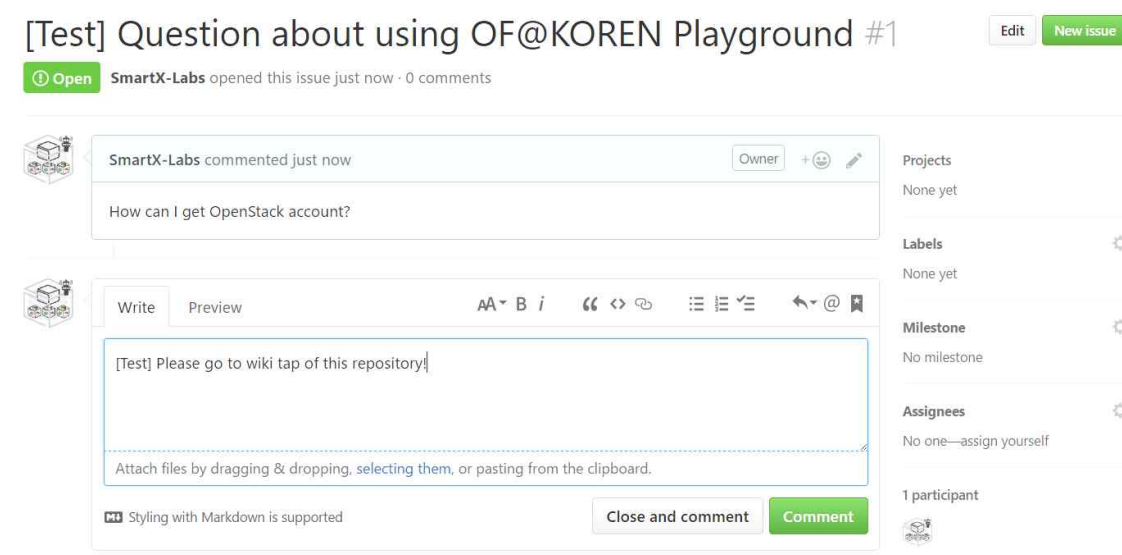 [Test] Question about using OF@KOREN Playground #1
Edit
New issue
Open
SmartX-Labs opened this issue just now · 0 comments
SmartX-Labs commented just now
Owner
How can I get OpenStack account?
Write
Preview
AA
B
i
[Test] Please go to wiki tap of this repository!
Attach files by dragging & dropping, selecting them, or pasting from the clipboard.
Styling with Markdown is supported
Close and comment
Comment
Projects
None yet
Labels
None yet
Milestone
No milestone
Assignees
No one—assign yourself
1 participant